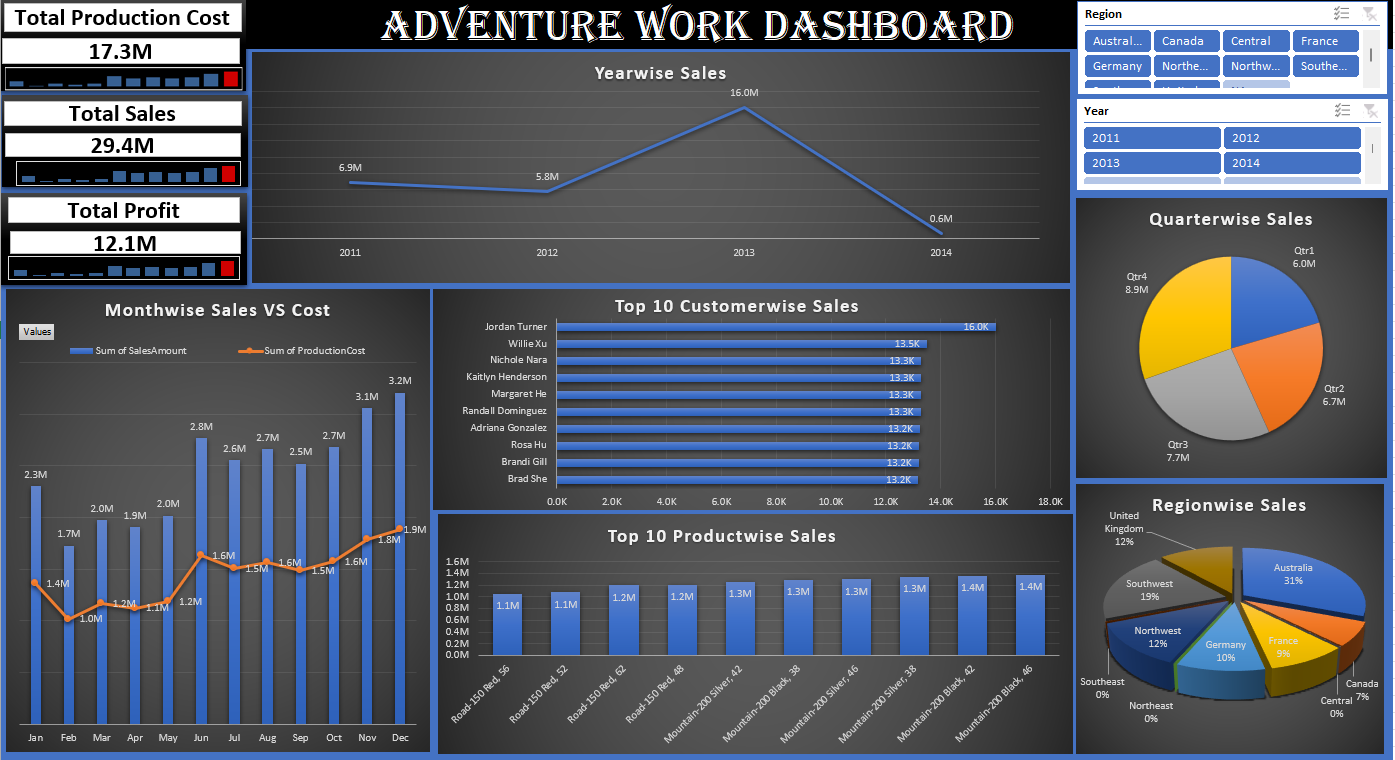 Total Production Cost
17.3M
Total Sales
29.4M
Total Profit
12.1M
ADVENTURE WORK DASHBOARD
Region
Austral...
Canada
Central
France
Germany
Northe...
Northw...
Southe...
Year
2011
2012
2013
2014
Yearwise Sales
6.9M
5.8M
16.0M
0.6M
2011
2012
2013
2014
Quarterwise Sales
Qtr1
6.0M
Qtr2
6.7M
Qtr3
7.7M
Qtr4
8.9M
Monthwise Sales VS Cost
Values
Sum of SalesAmount
Sum of ProductionCost
2.3M
1.7M
2.0M
1.9M
2.0M
2.8M
2.6M
2.7M
2.5M
2.7M
3.1M
3.2M
1.4M
1.0M
1.2M
1.1M
1.2M
1.6M
1.5M
1.6M
1.5M
1.6M
1.8M
1.9M
Jan
Feb
Mar
Apr
May
Jun
Jul
Aug
Sep
Oct
Nov
Dec
Top 10 Customerwise Sales
Jordan Turner 16.0K
Willie Xu 13.5K
Nichole Nara 13.3K
Kaitlyn Henderson 13.3K
Margaret He 13.3K
Randall Dominguez 13.3K
Adriana Gonzalez 13.2K
Rosa Hu 13.2K
Brandi Gill 13.2K
Brad She 13.2K
0.0K 2.0K 4.0K 6.0K 8.0K 10.0K 12.0K 14.0K 16.0K 18.0K
Top 10 Productwise Sales
1.6M
1.4M
1.2M
1.0M
0.8M
0.6M
0.4M
0.2M
0.0M
1.1M
1.1M
1.2M
1.2M
1.3M
1.3M
1.3M
1.3M
1.4M
1.4M
Road-150 Red, 56
Road-150 Red, 52
Road-150 Red, 62
Road-150 Red, 48
Mountain-200 Silver, 42
Mountain-200 Black, 38
Mountain-200 Silver, 46
Mountain-200 Silver, 38
Mountain-200 Black, 42
Mountain-200 Black, 46
Regionwise Sales
United
Kingdom
12%
Australia
31%
Southwest
19%
Northwest
12%
Germany
10%
France
9%
Canada
7%
Central
0%
Southeast
0%
Northeast
0%